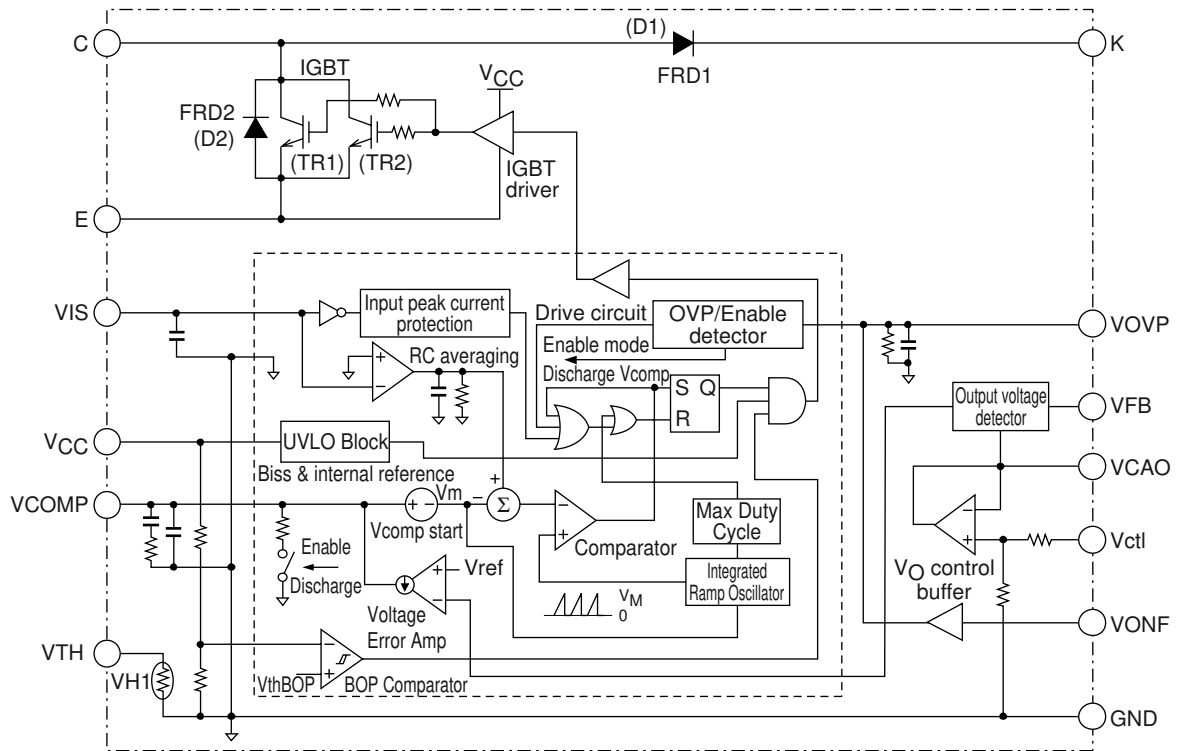 (D1)
C
K
FRD1
IGBT
VCC
FRD2
(D2)
(TR1)
(TR2)
IGBT
driver
E
VIS
Input peak current
protection
Drive circuit
OVP/Enable
detector
VOVP
RC averaging
Enable mode
Discharge Vcomp
S Q
R
Output voltage
detector
VFB
VCC
UVLO Block
Biss & internal reference
VCAO
VCOMP
+ −
Vm
−
+
Σ
Vcomp start
Comparator
−
+
Max Duty
Cycle
Integrated
Ramp Oscillator
Vctl
VO control
buffer
Enable
Discharge
Vref
Voltage
Error Amp
VM
0
VONF
VTH
VH1
VthBOP
BOP Comparator
GND